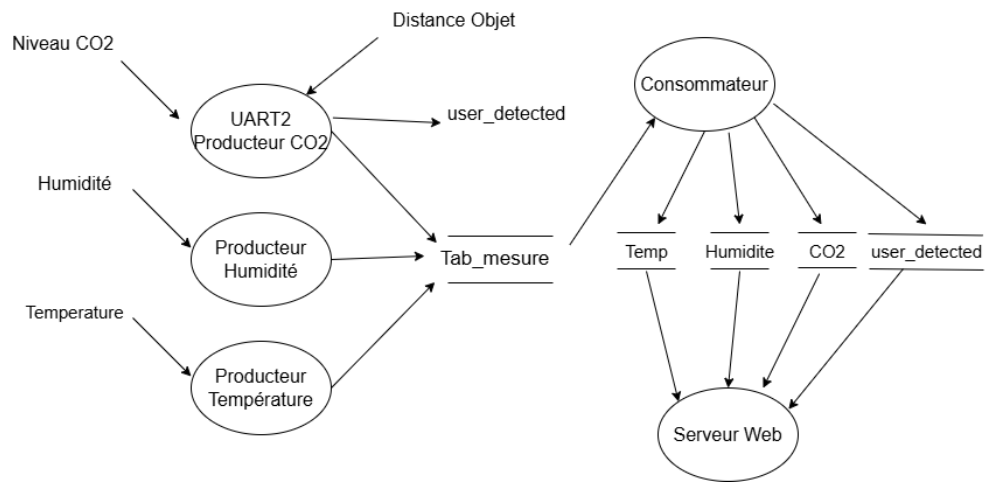 Distance Objet
Niveau CO2
Consommateur
UART2
Producteur CO2
user_detected
Humidité
Producteur
Humidité
Tab_mesure
Temp
Humidite
CO2
user_detected
Temperature
Producteur
Température
Serveur Web